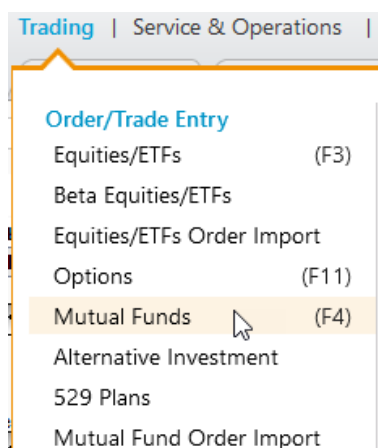 Trading | Service & Operations |
Order/Trade Entry
Equities/ETFs (F3)
Beta Equities/ETFs
Equities/ETFs Order Import
Options (F11)
Mutual Funds (F4)
Alternative Investment
529 Plans
Mutual Fund Order Import